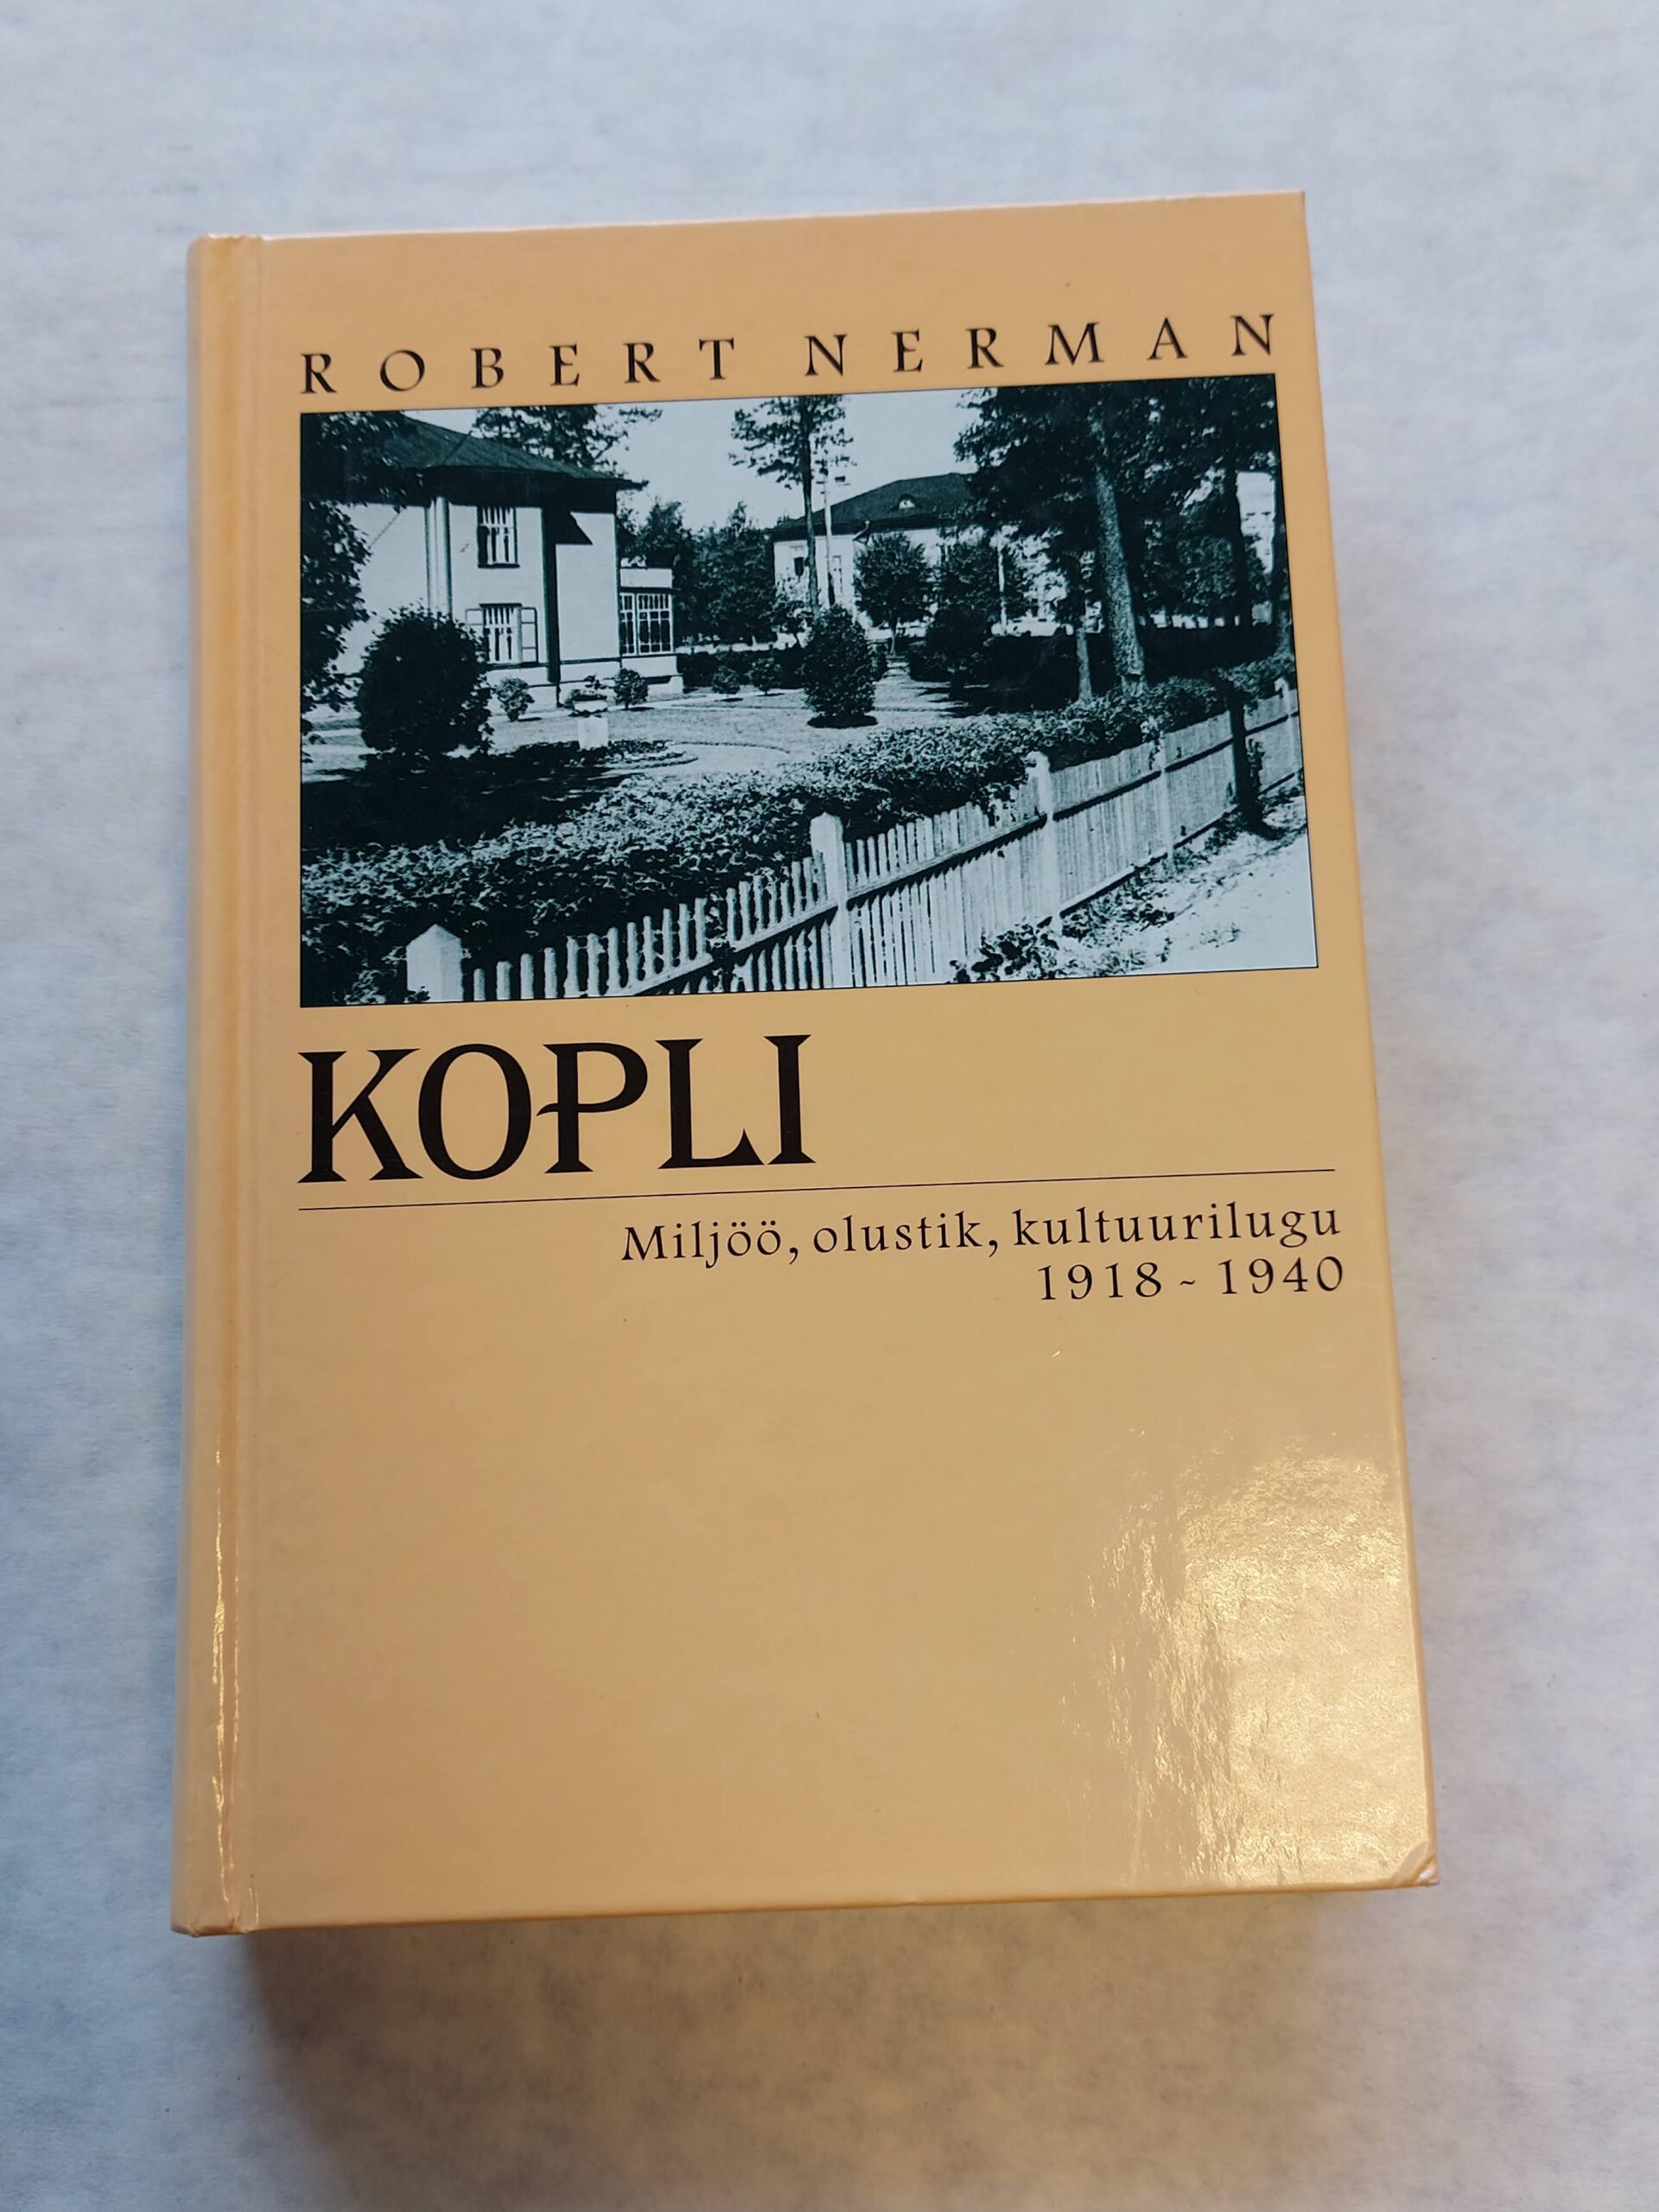 ROBERT NERMAN
KOPLI
Miljöö, olustik, kultuurilugu
1918 - 1940